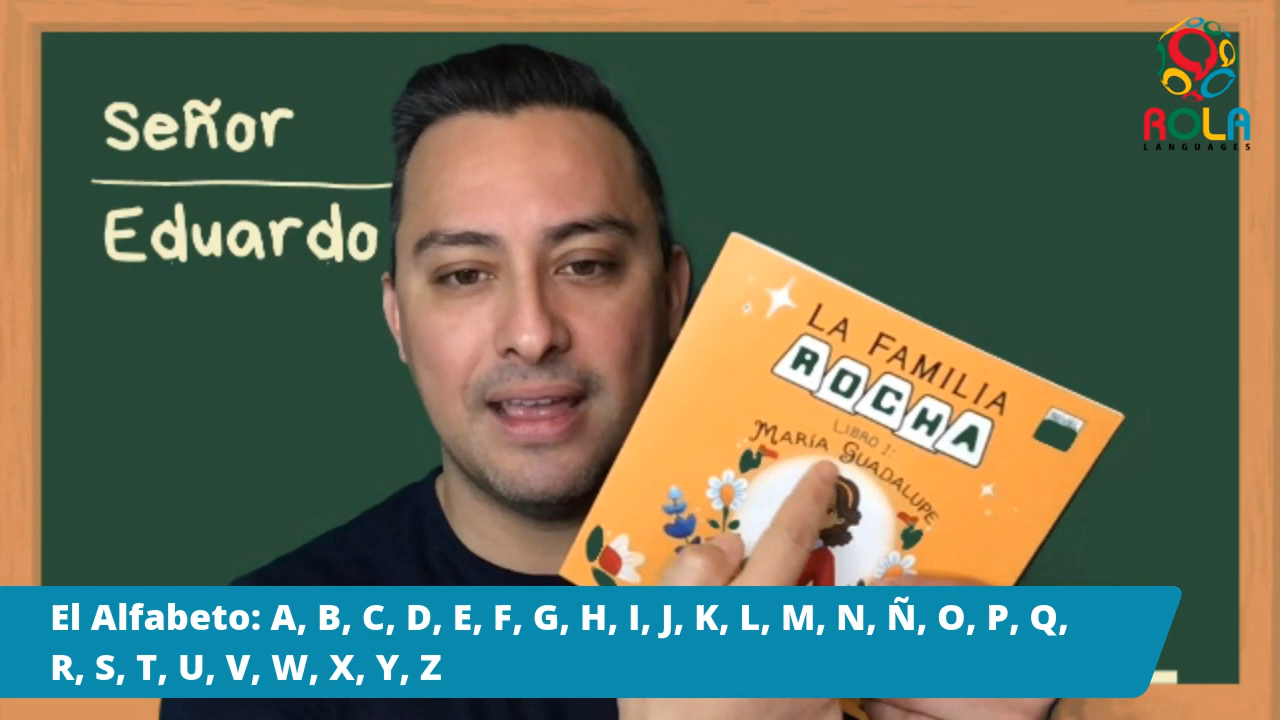 Señor
Eduardo
ROLA
LANGUAGES
LA FAMILIA
ROCHA
LIBRO 1:
MARÍA GUADALUPE
El Alfabeto: A, B, C, D, E, F, G, H, I, J, K, L, M, N, Ñ, O, P, Q,
R, S, T, U, V, W, X, Y, Z